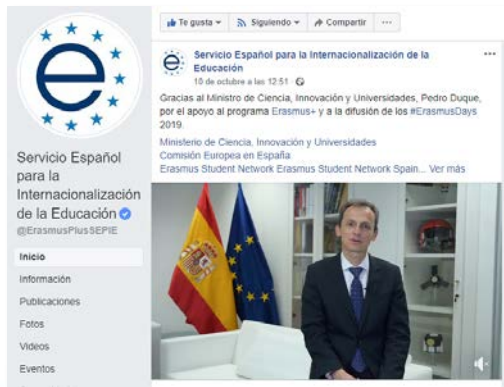 Te gusta
Siguiendo
Compartir
Servicio Español para la Internacionalización de la
Educación
10 de octubre a las 12:51
Gracias al Ministro de Ciencia, Innovación y Universidades, Pedro Duque,
por el apoyo al programa Erasmus+ y a la difusión de los #ErasmusDays
2019.
Ministerio de Ciencia, Innovación y Universidades
Comisión Europea en España
Erasmus Student Network Erasmus Student Network Spain... Ver más
e
Servicio Español
para la
Internacionalización
de la Educación
@ErasmusPlusSEPIE
Inicio
Información
Publicaciones
Fotos
Videos
Eventos